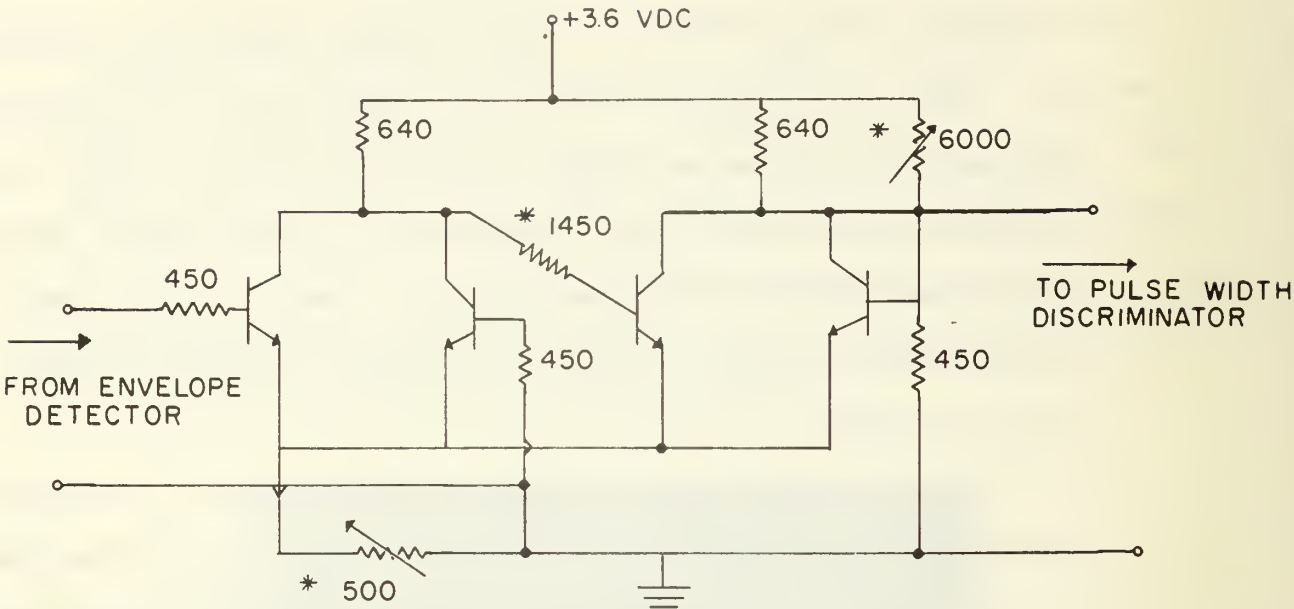 +3.6 VDC
640
640
* 6000
* 1450
450
TO PULSE WIDTH
DISCRIMINATOR
450
450
FROM ENVELOPE
DETECTOR
* 500